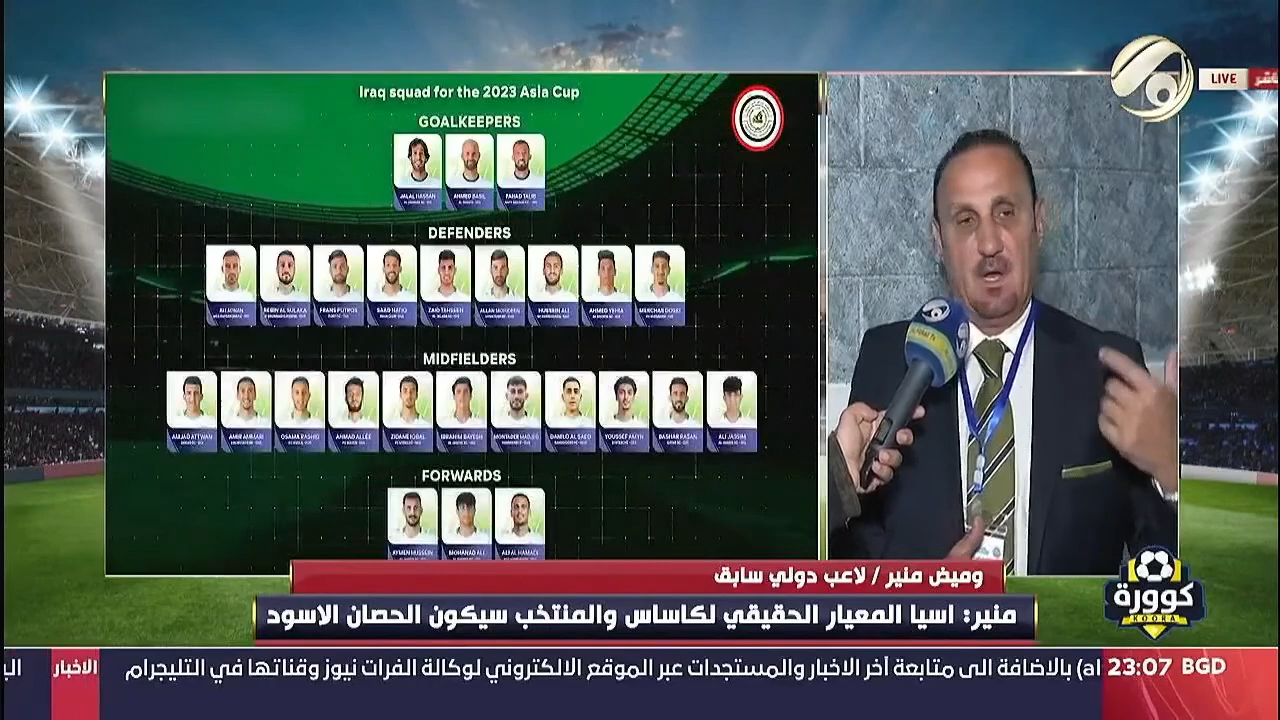 Iraq squad for the 2023 Asia Cup
GOALKEEPERS
JALAL HASSAN
AHMED BASIL
FAHAD TALIB
DEFENDERS
ALI ADNAN
REBIN SULAKA
FRANS PUTROS
SAAD NATIQ
ZAID TAHSEEN
ALLAN MOHIDEEN
HUSSEIN ALI
AHMED YEHIA
MERCHAS DOSKI
MIDFIELDERS
AMJAD ATTWAN
AMIR AMMARI
OSAMA RASHID
AHMAD ALLÉE
ZIDANE IQBAL
IBRAHIM BAYESH
MONTADER MADJED
DANILO AL SAED
YOUSSEF AMYN
BASHAR RASAN
ALI JASSIM
FORWARDS
AYMEN HUSSEIN
MOHANAD ALI
ALI AL HAMADI
LIVE
وميض منير / لاعب دولي سابق
منير: اسيا المعيار الحقيقي لكاساس والمنتخب سيكون الحصان الاسود
كوورة
KOORA
23:07 BGD
al) بالاضافة الى متابعة أخر الاخبار والمستجدات عبر الموقع الالكتروني لوكالة الفرات نيوز وقناتها في التليجرام
الاخبار